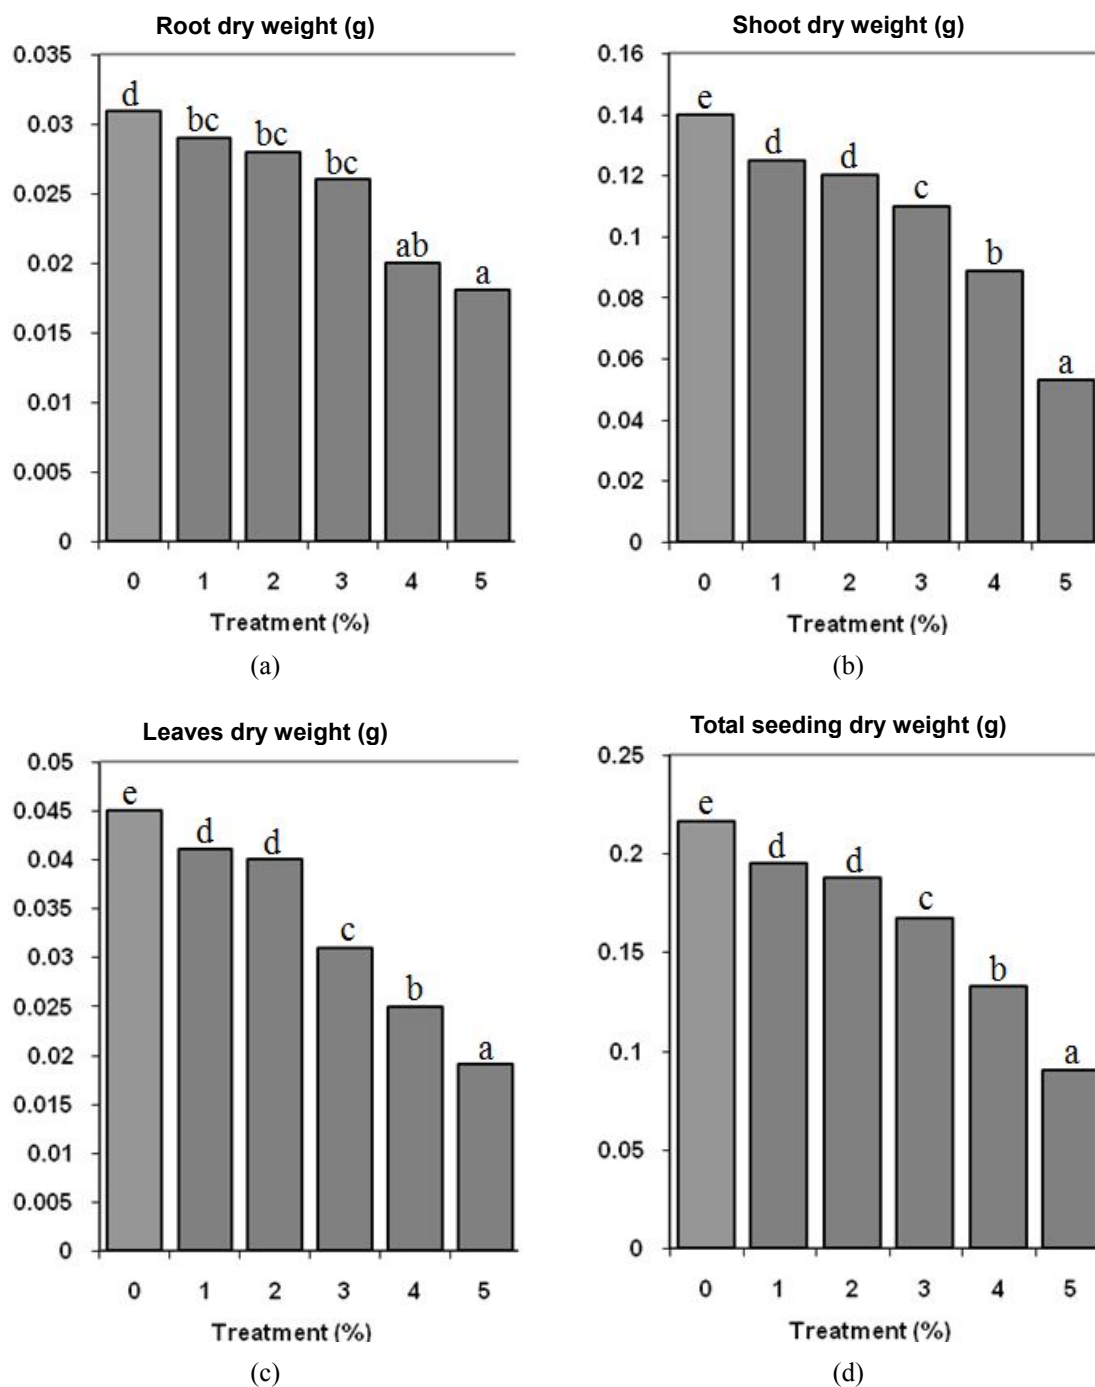 Root dry weight (g)
0.035
0.03
0.025
0.02
0.015
0.01
0.005
0
d
bc
bc
bc
ab
a
0 1 2 3 4 5
Treatment (%)
(a)
Shoot dry weight (g)
0.16
0.14
0.12
0.1
0.08
0.06
0.04
0.02
0
e
d
d
c
b
a
0 1 2 3 4 5
Treatment (%)
(b)
Leaves dry weight (g)
0.05
0.045
0.04
0.035
0.03
0.025
0.02
0.015
0.01
0.005
0
e
d
d
c
b
a
0 1 2 3 4 5
Treatment (%)
(c)
Total seeding dry weight (g)
0.25
0.2
0.15
0.1
0.05
0
e
d
d
c
b
a
0 1 2 3 4 5
Treatment (%)
(d)